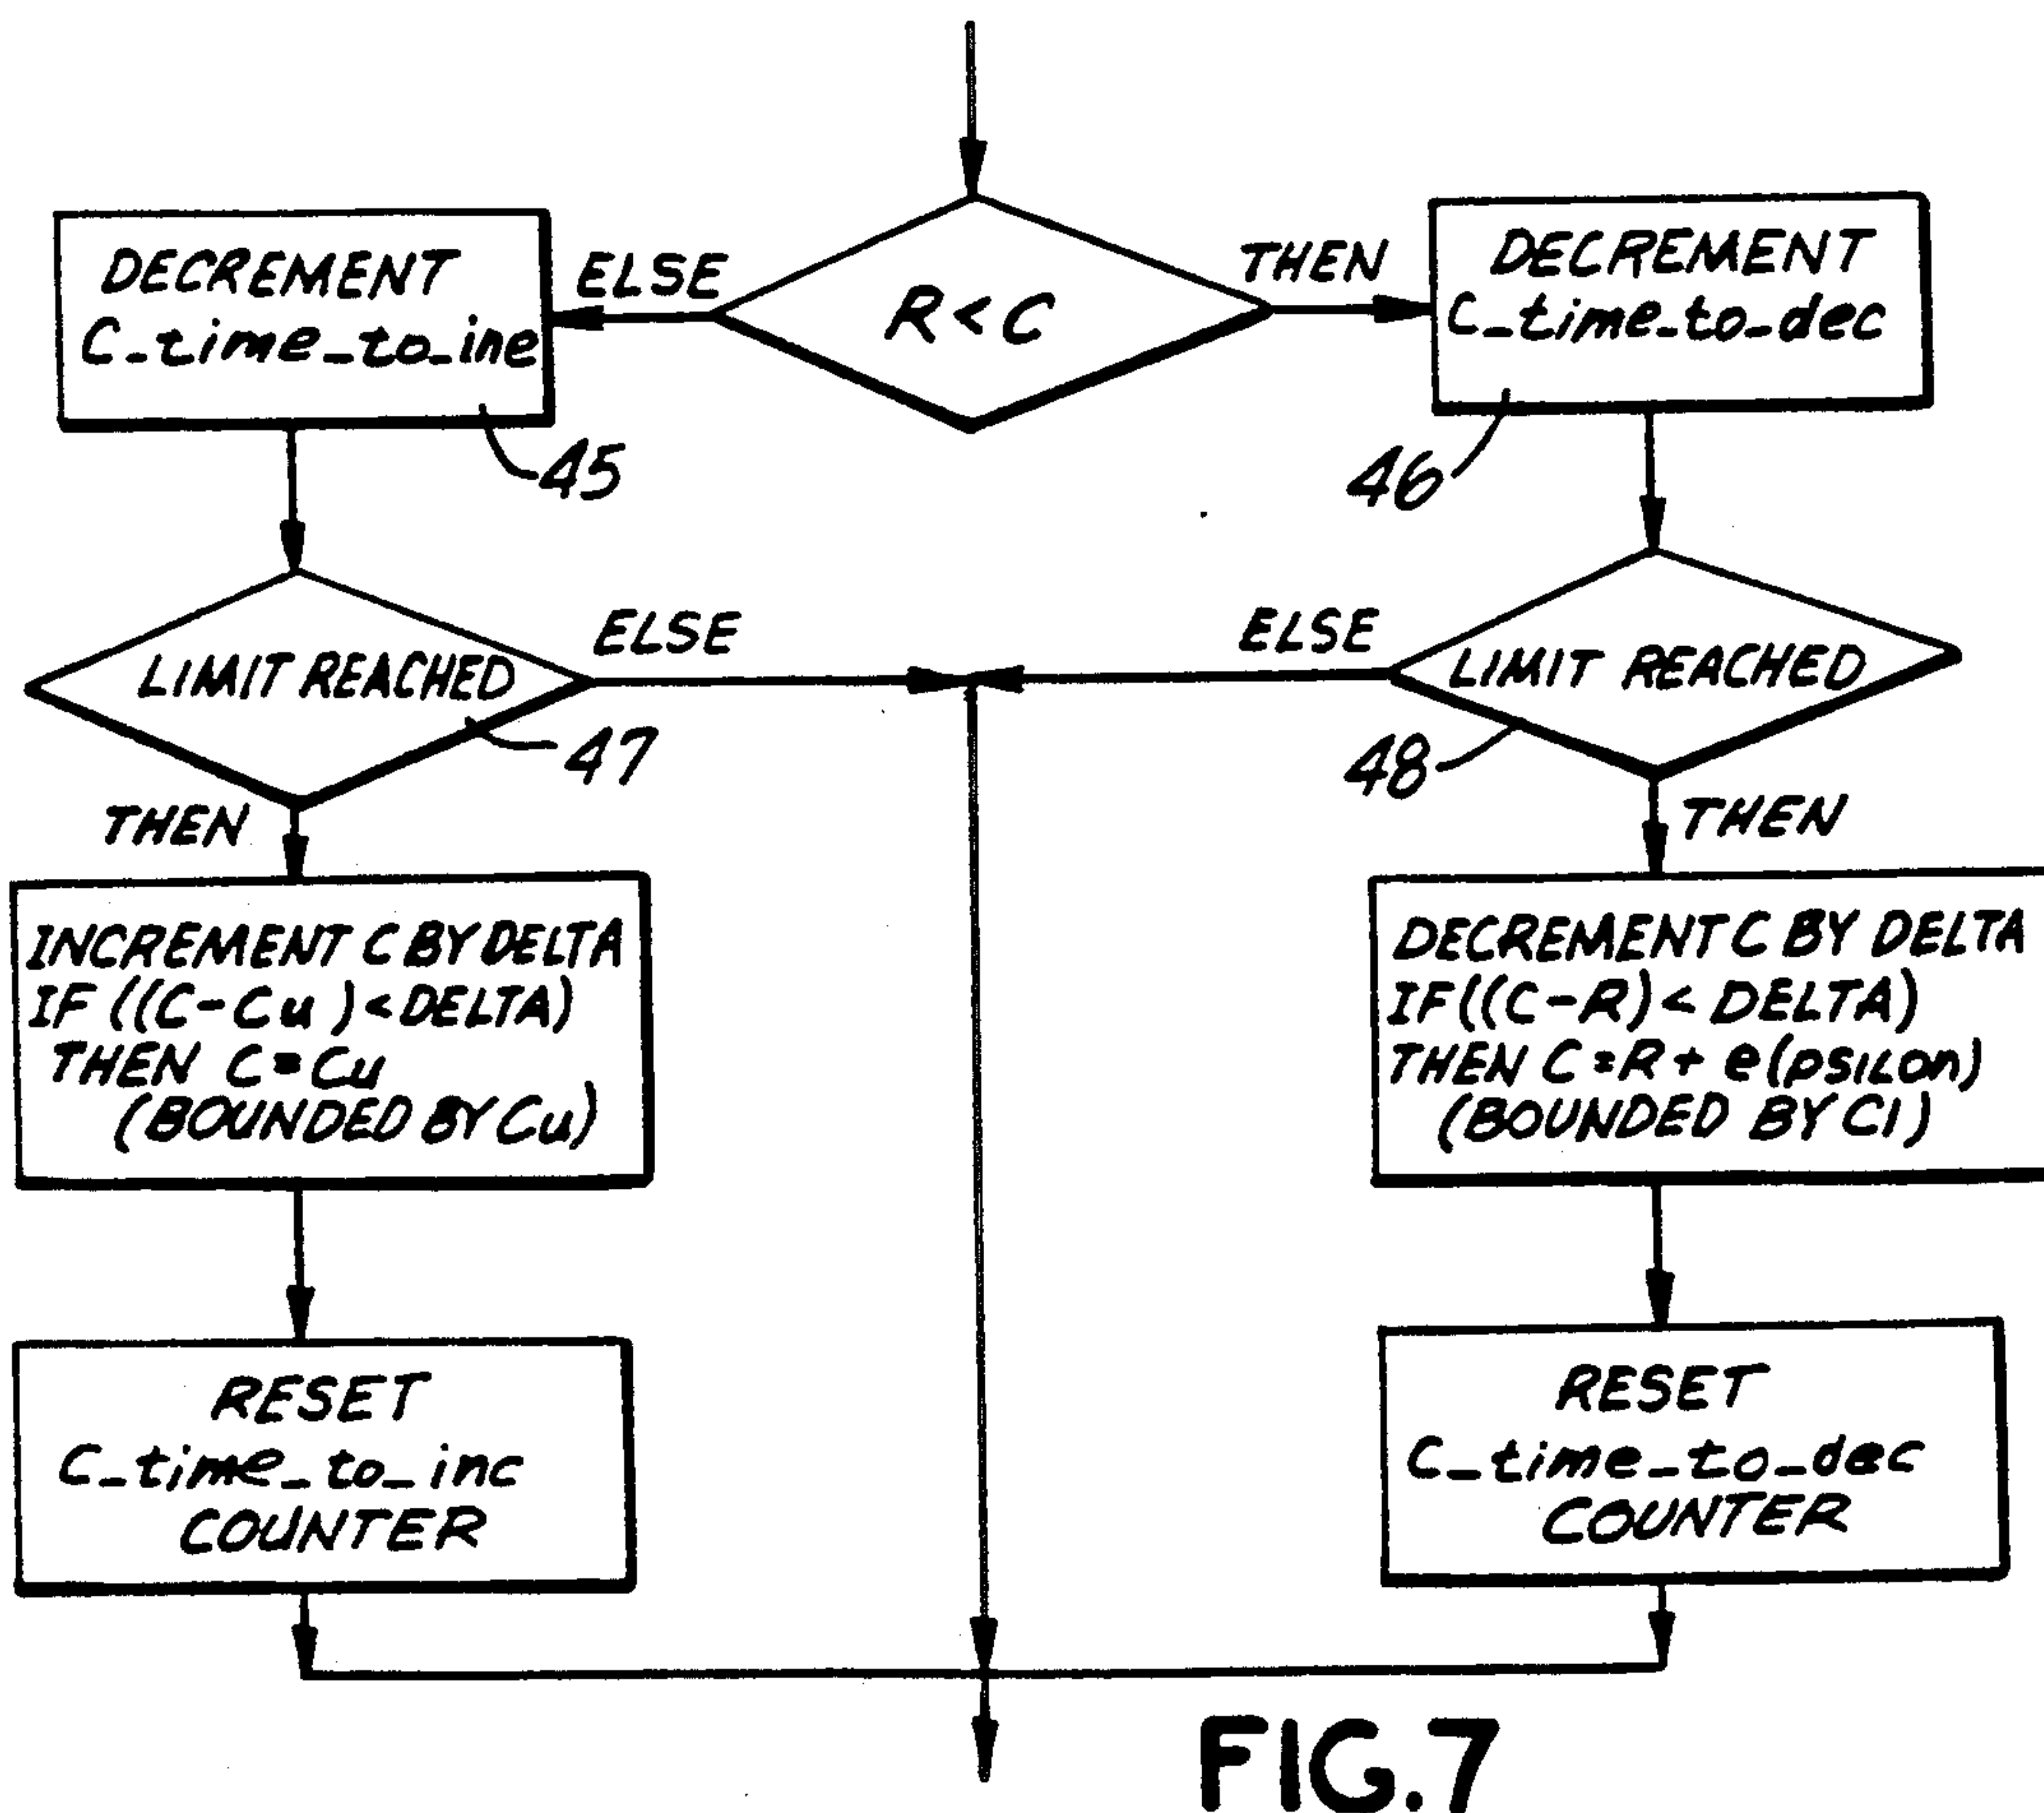 R < C
ELSE
THEN
DECREMENT
C_time_to_ine
45
DECREMENT
C_time_to_dec
46
LIMIT REACHED
47
ELSE
THEN
LIMIT REACHED
48
ELSE
THEN
INCREMENT C BY DELTA
IF ((C-Cu) < DELTA)
THEN C = Cu
(BOUNDED BY Cu)
DECREMENT C BY DELTA
IF ((C-R) < DELTA)
THEN C = R + e(psilon)
(BOUNDED BY Cl)
RESET
C_time_to_inc
COUNTER
RESET
C_time_to_dec
COUNTER
FIG.7